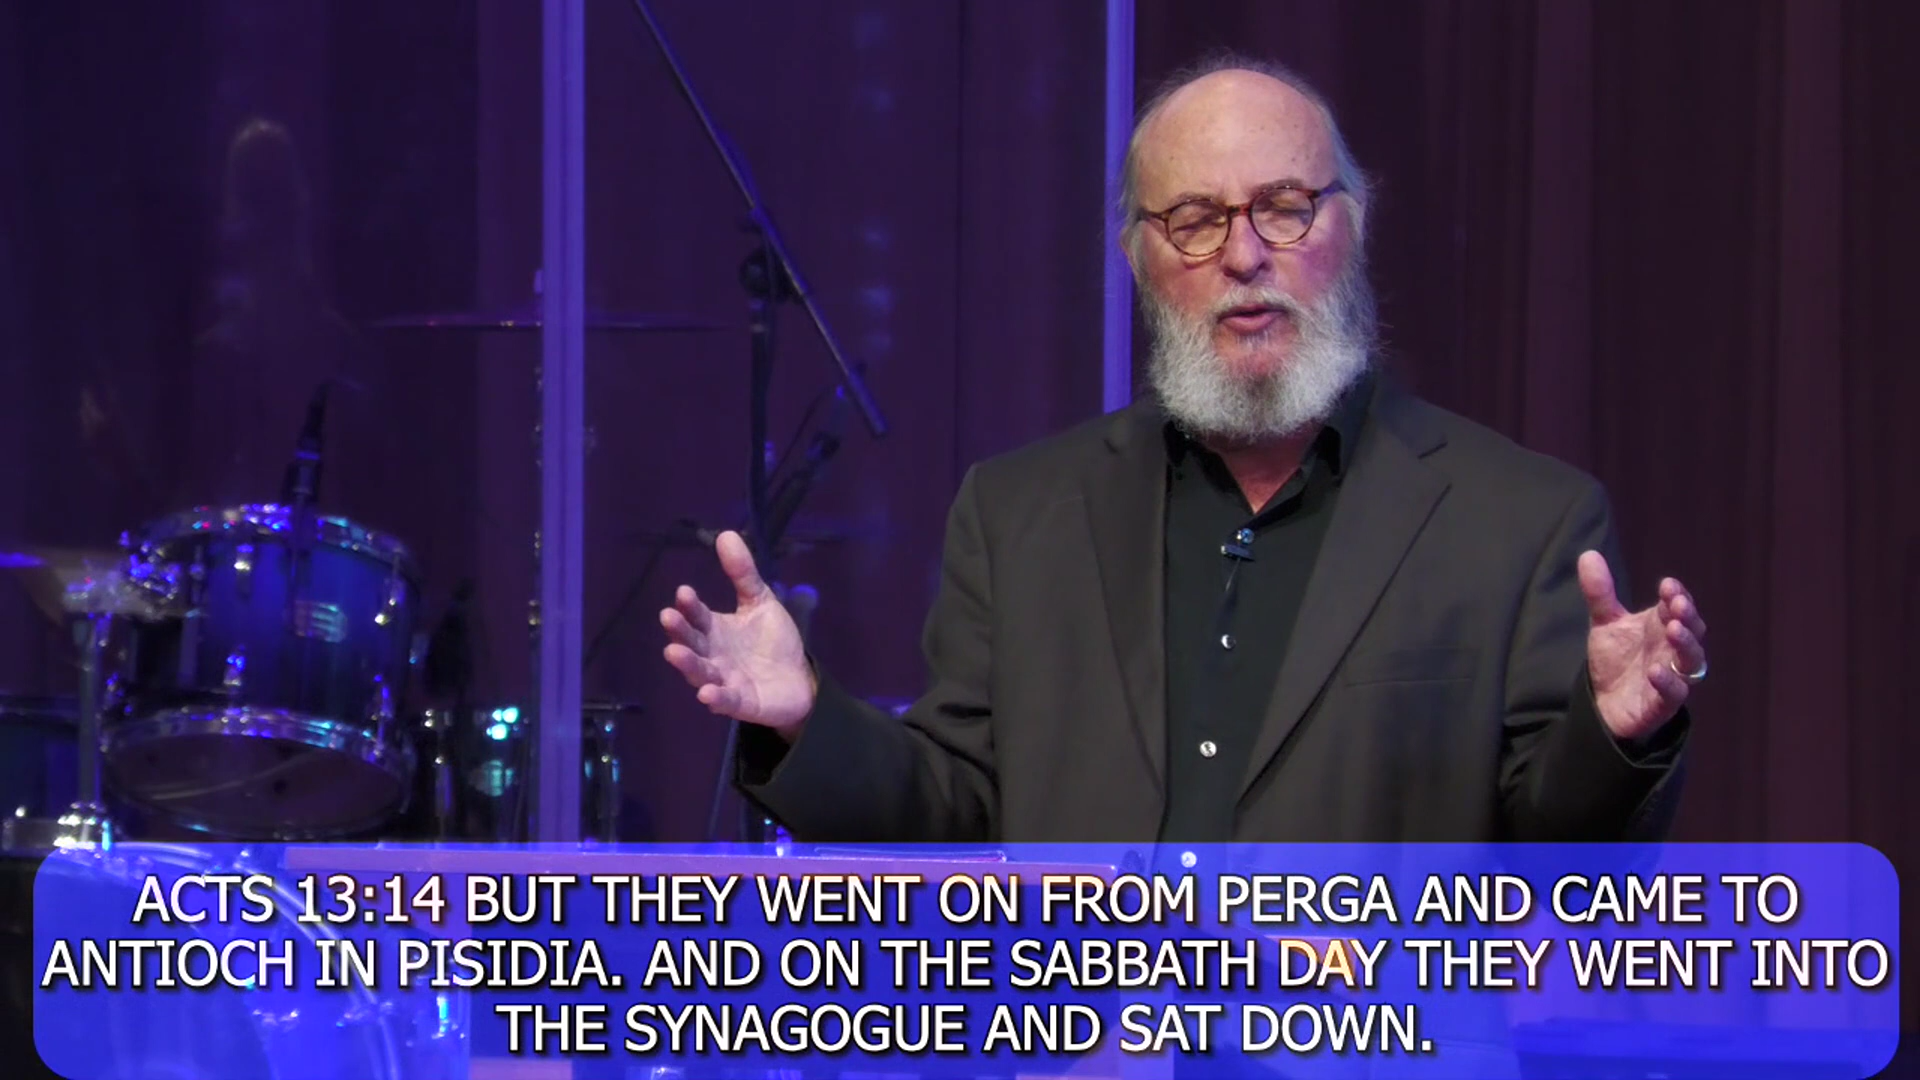 ACTS 13:14 BUT THEY WENT ON FROM PERGA AND CAME TO
ANTIOCH IN PISIDIA. AND ON THE SABBATH DAY THEY WENT INTO
THE SYNAGOGUE AND SAT DOWN.